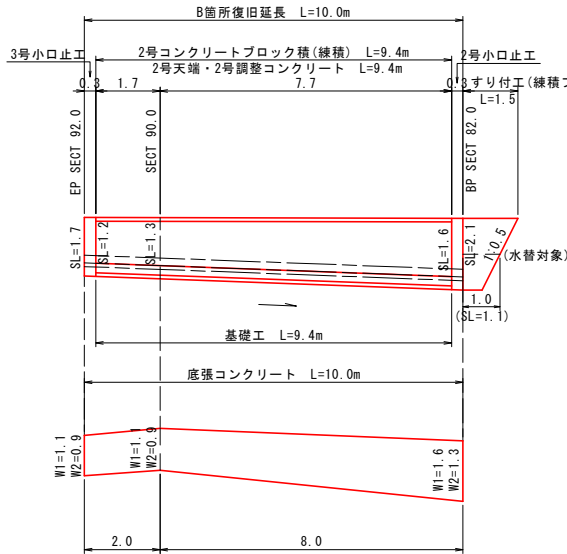 B箇所復旧延長 L=10.0m
3号小口止工
2号コンクリートブロック積(練積) L=9.4m
2号小口止工
2号天端・2号調整コンクリート L=9.4m
0.3
1.7
7.7
0.3
すり付工(練積ブ
L=1.5
EP SECT 92.0
SECT 90.0
BP SECT 82.0
SL=1.7
SL=1.2
SL=1.3
SL=1.6
SL=2.1
1:0.5
(水替対象)
1.0
(SL=1.1)
基礎工 L=9.4m
底張コンクリート L=10.0m
W1=1.1
W2=0.9
W1=1.1
W2=0.9
W1=1.6
W2=1.3
2.0
8.0